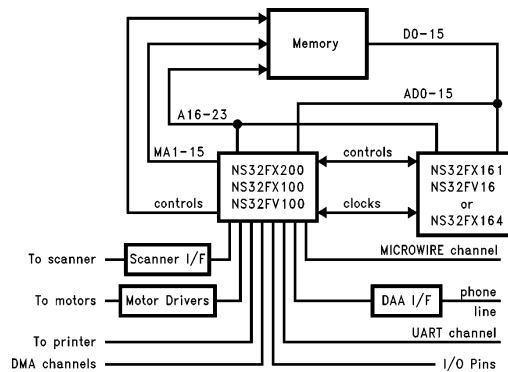 Memory
D0-15
AD0-15
A16-23
MA1-15
controls
NS32FX200
NS32FX100
NS32FV100
controls
clocks
NS32FX161
NS32FV16
or
NS32FX164
MICROWIRE channel
To scanner
Scanner I/F
To motors
Motor Drivers
DAA I/F
phone
line
To printer
UART channel
DMA channels
I/O Pins